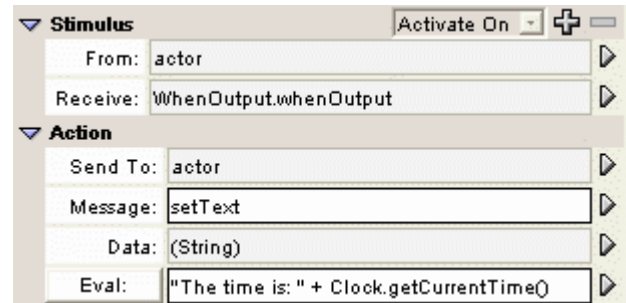 Stimulus Activate On
From: actor
Receive: WhenOutput.whenOutput
Action
Send To: actor
Message: setText
Data: (String)
Eval: "The time is: " + Clock.getCurrentTime()